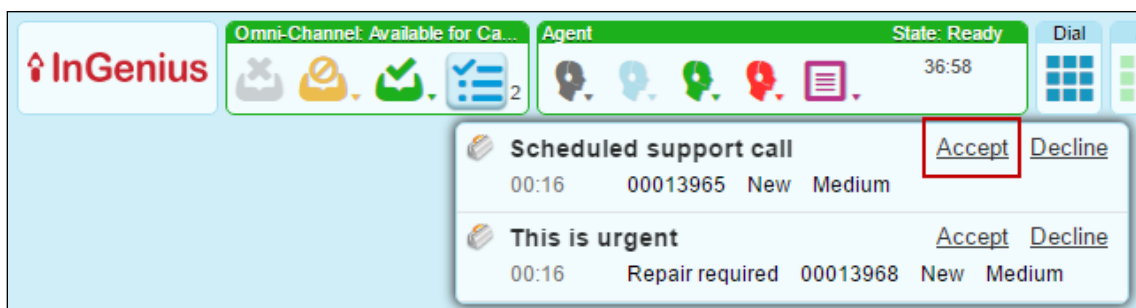 InGenius
Omni-Channel: Available for Ca...
2
Agent State: Ready
36:58
Dial
Scheduled support call Accept Decline
00:16 00013965 New Medium
This is urgent Accept Decline
00:16 Repair required 00013968 New Medium